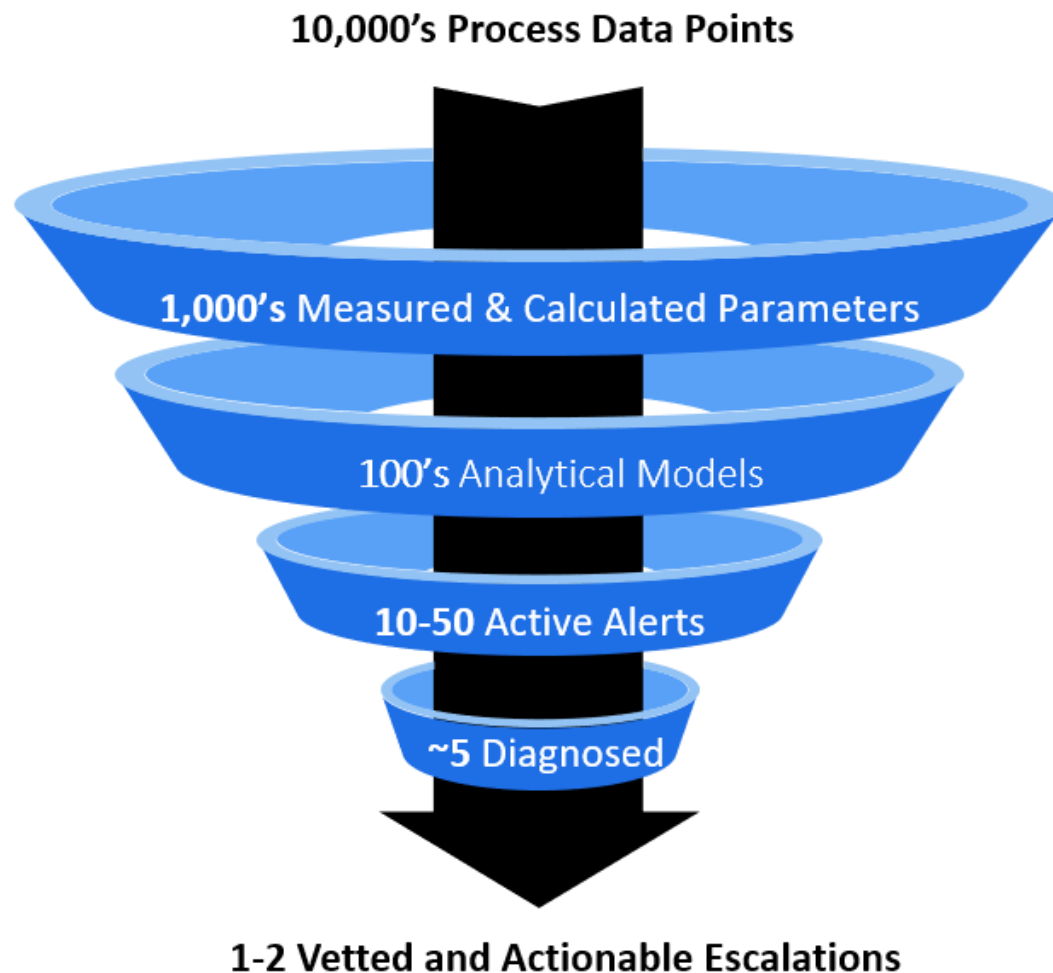 10,000’s Process Data Points
1,000’s Measured & Calculated Parameters
100’s Analytical Models
10-50 Active Alerts
~5 Diagnosed
1-2 Vetted and Actionable Escalations